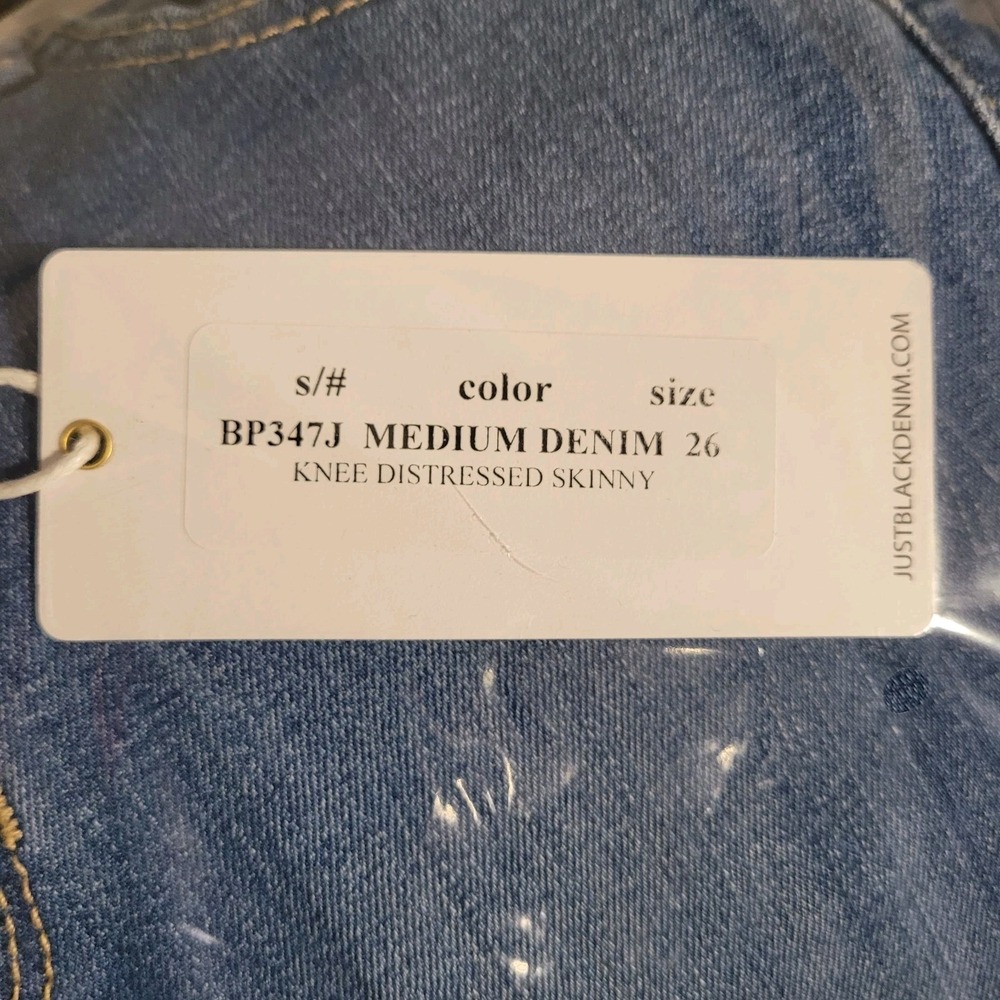 s/# color size
BP347J MEDIUM DENIM 26
KNEE DISTRESSED SKINNY
JUSTBLACKDENIM.COM